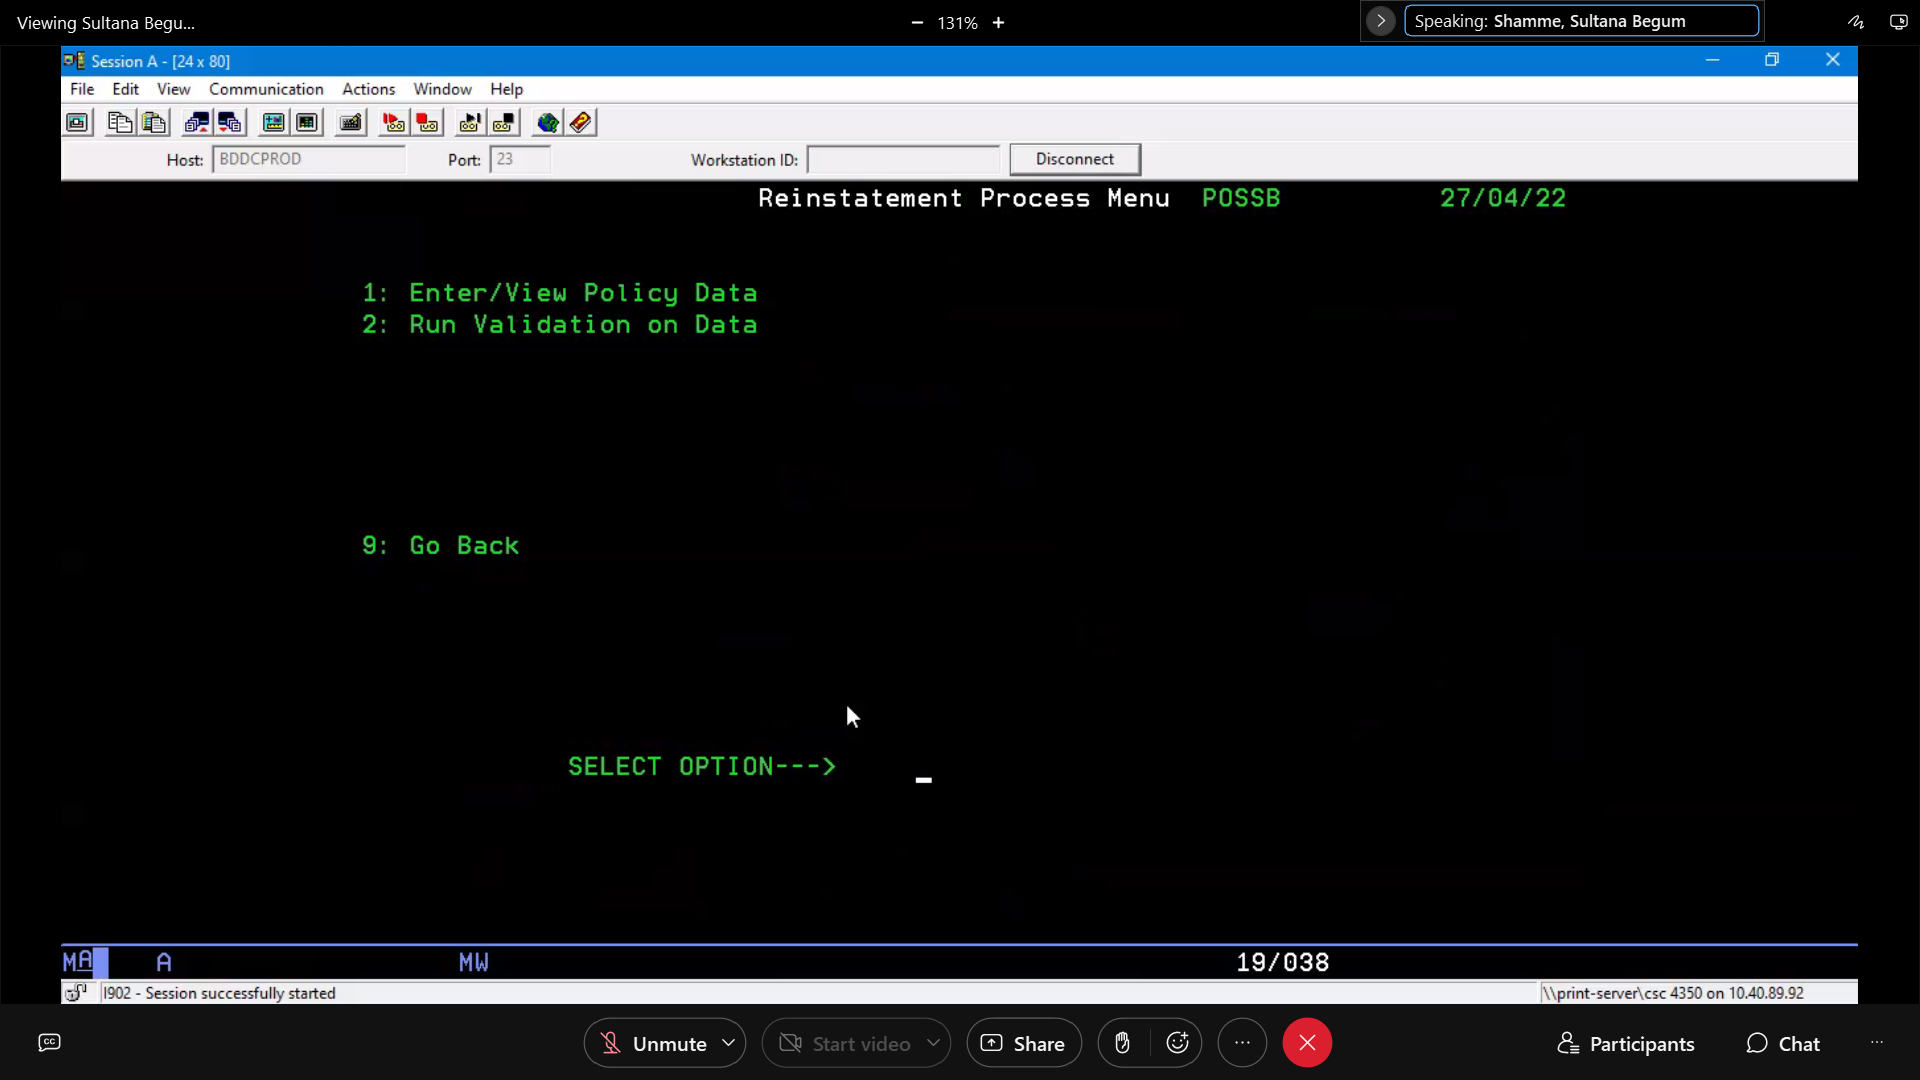 Viewing Sultana Begu...
131%
Speaking: Shamme, Sultana Begum
Session A - [24 x 80]
File Edit View Communication Actions Window Help
Host: BDDCPROD Port: 23 Workstation ID: Disconnect
Reinstatement Process Menu POSSB 27/04/22
1: Enter/View Policy Data
2: Run Validation on Data
9: Go Back
SELECT OPTION--->
MA A MW 19/038
I902 - Session successfully started \\print-server\csc 4350 on 10.40.89.92
CC Unmute Start video Share Participants Chat